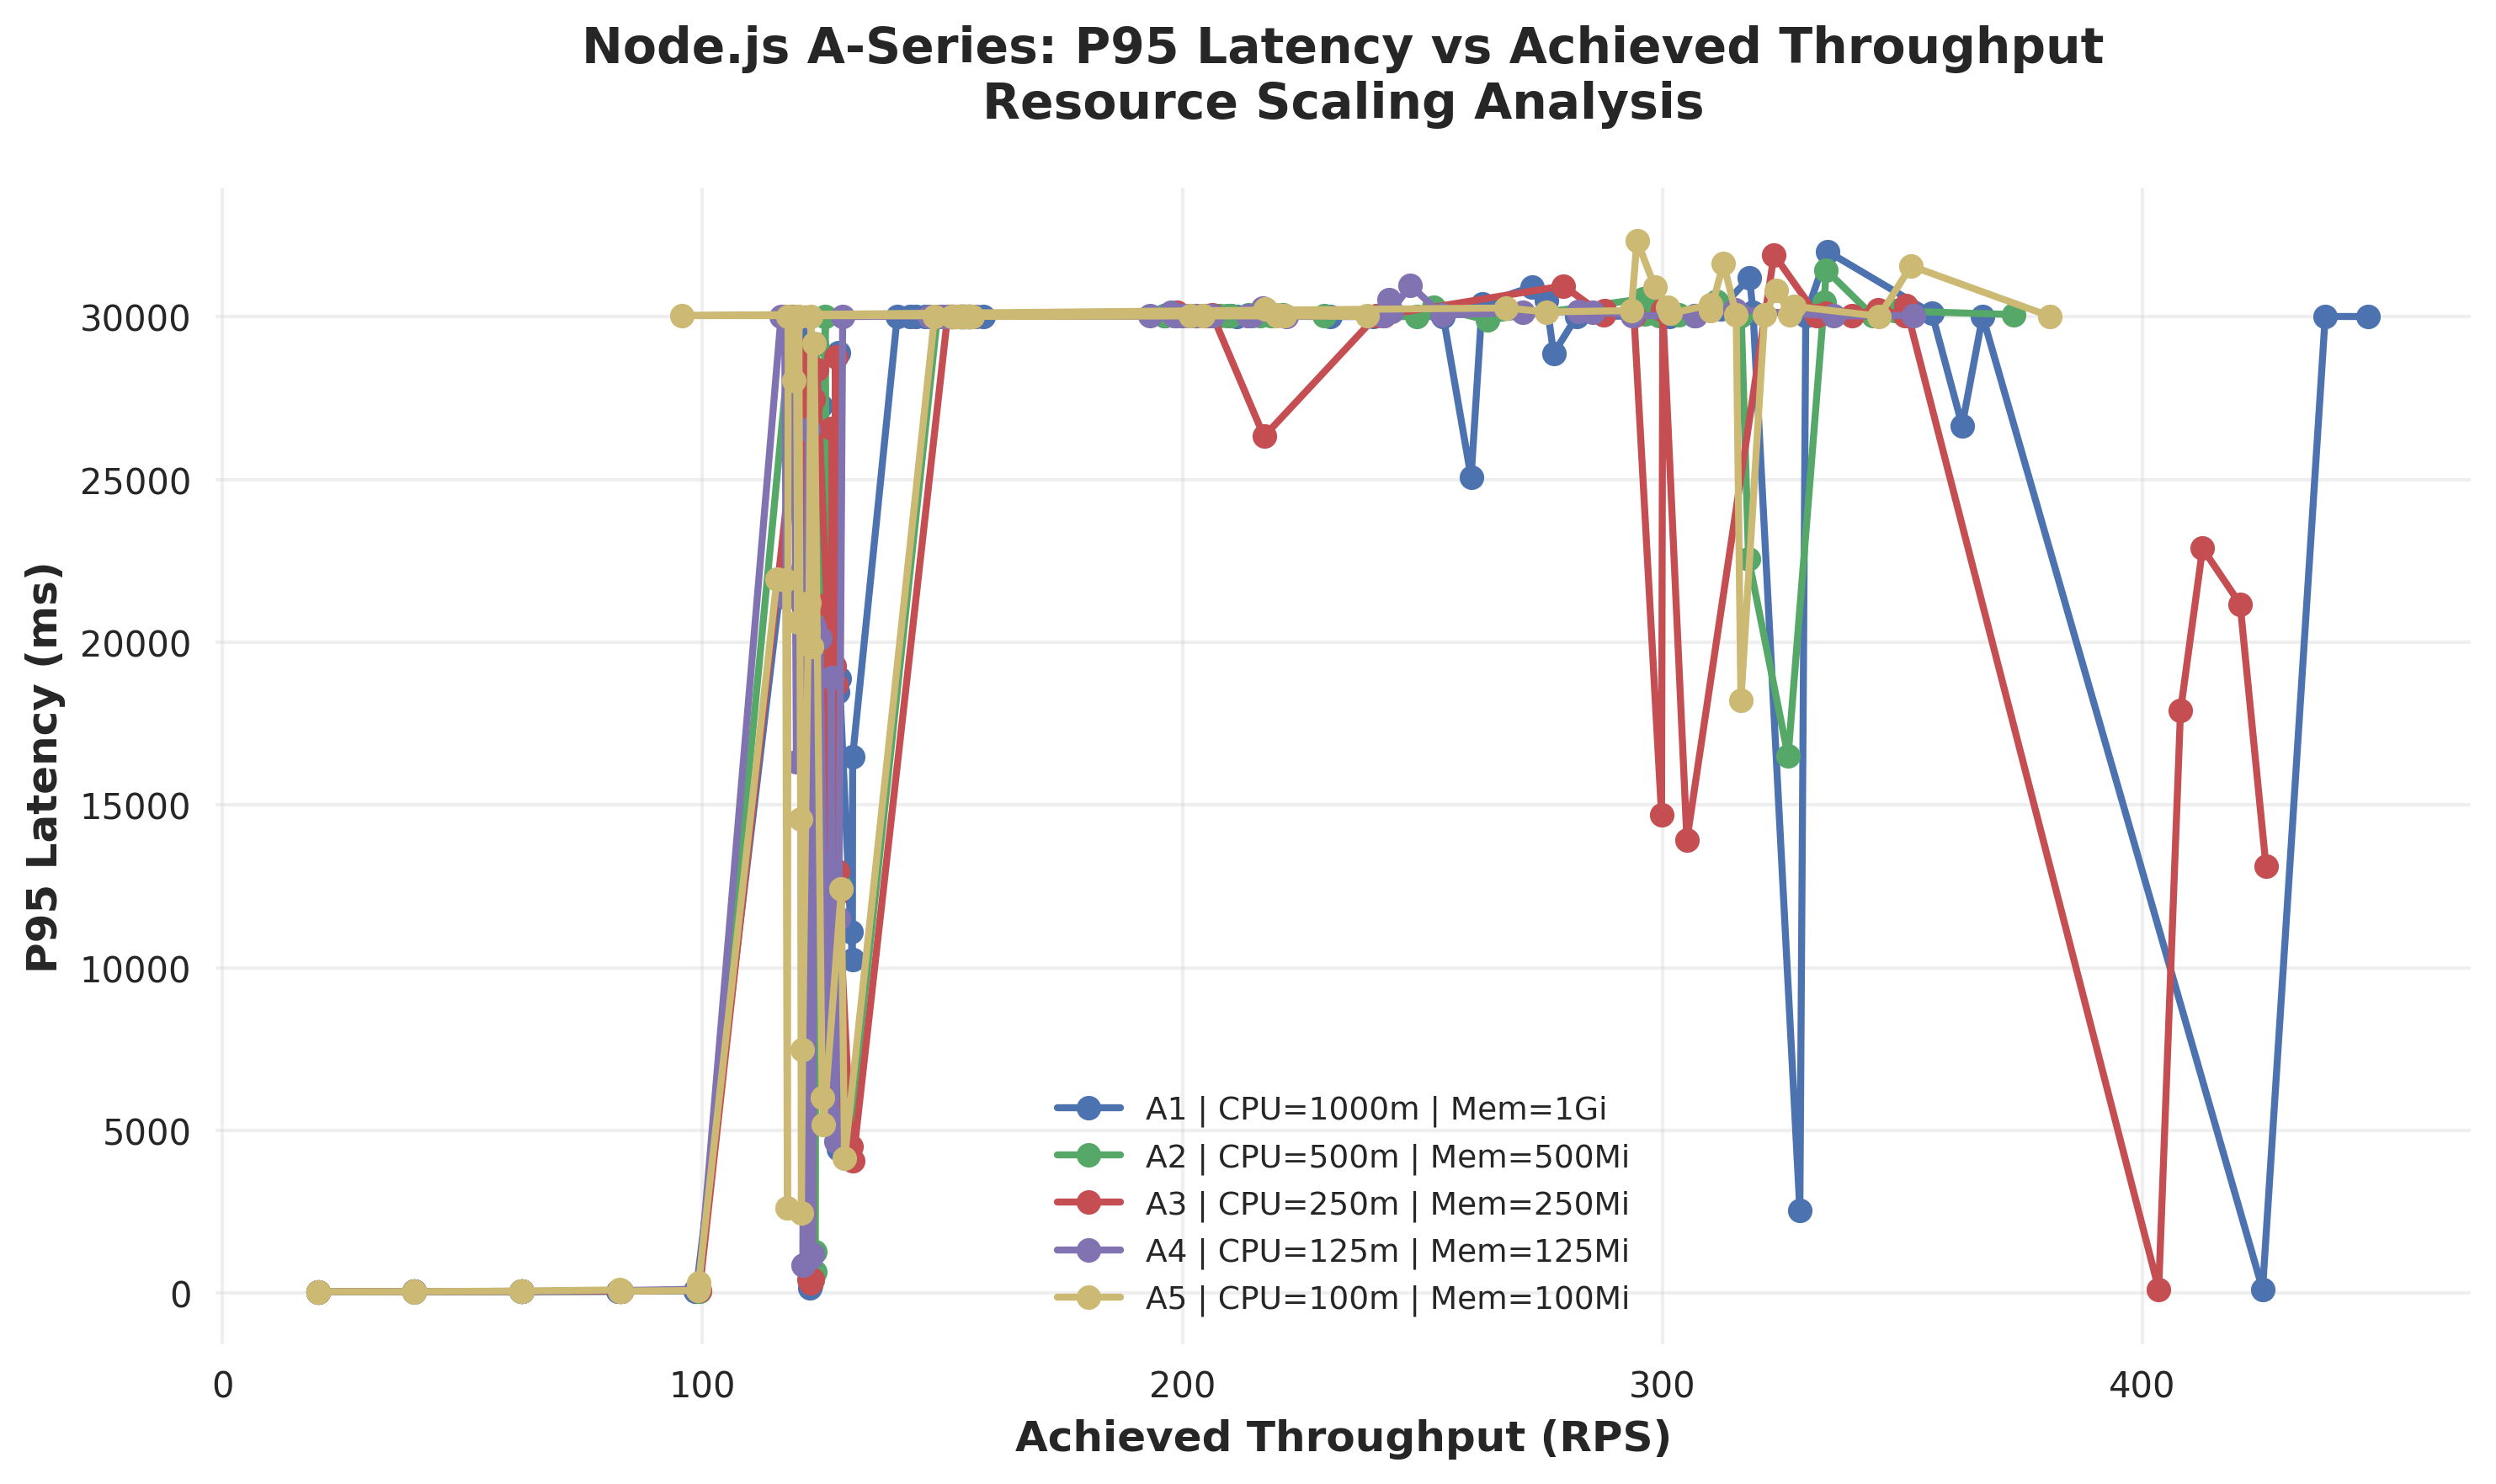 Node.js A-Series: P95 Latency vs Achieved Throughput
Resource Scaling Analysis
P95 Latency (ms)
30000
25000
20000
15000
10000
5000
0
A1 | CPU=1000m | Mem=1Gi
A2 | CPU=500m | Mem=500Mi
A3 | CPU=250m | Mem=250Mi
A4 | CPU=125m | Mem=125Mi
A5 | CPU=100m | Mem=100Mi
0 100 200 300 400
Achieved Throughput (RPS)